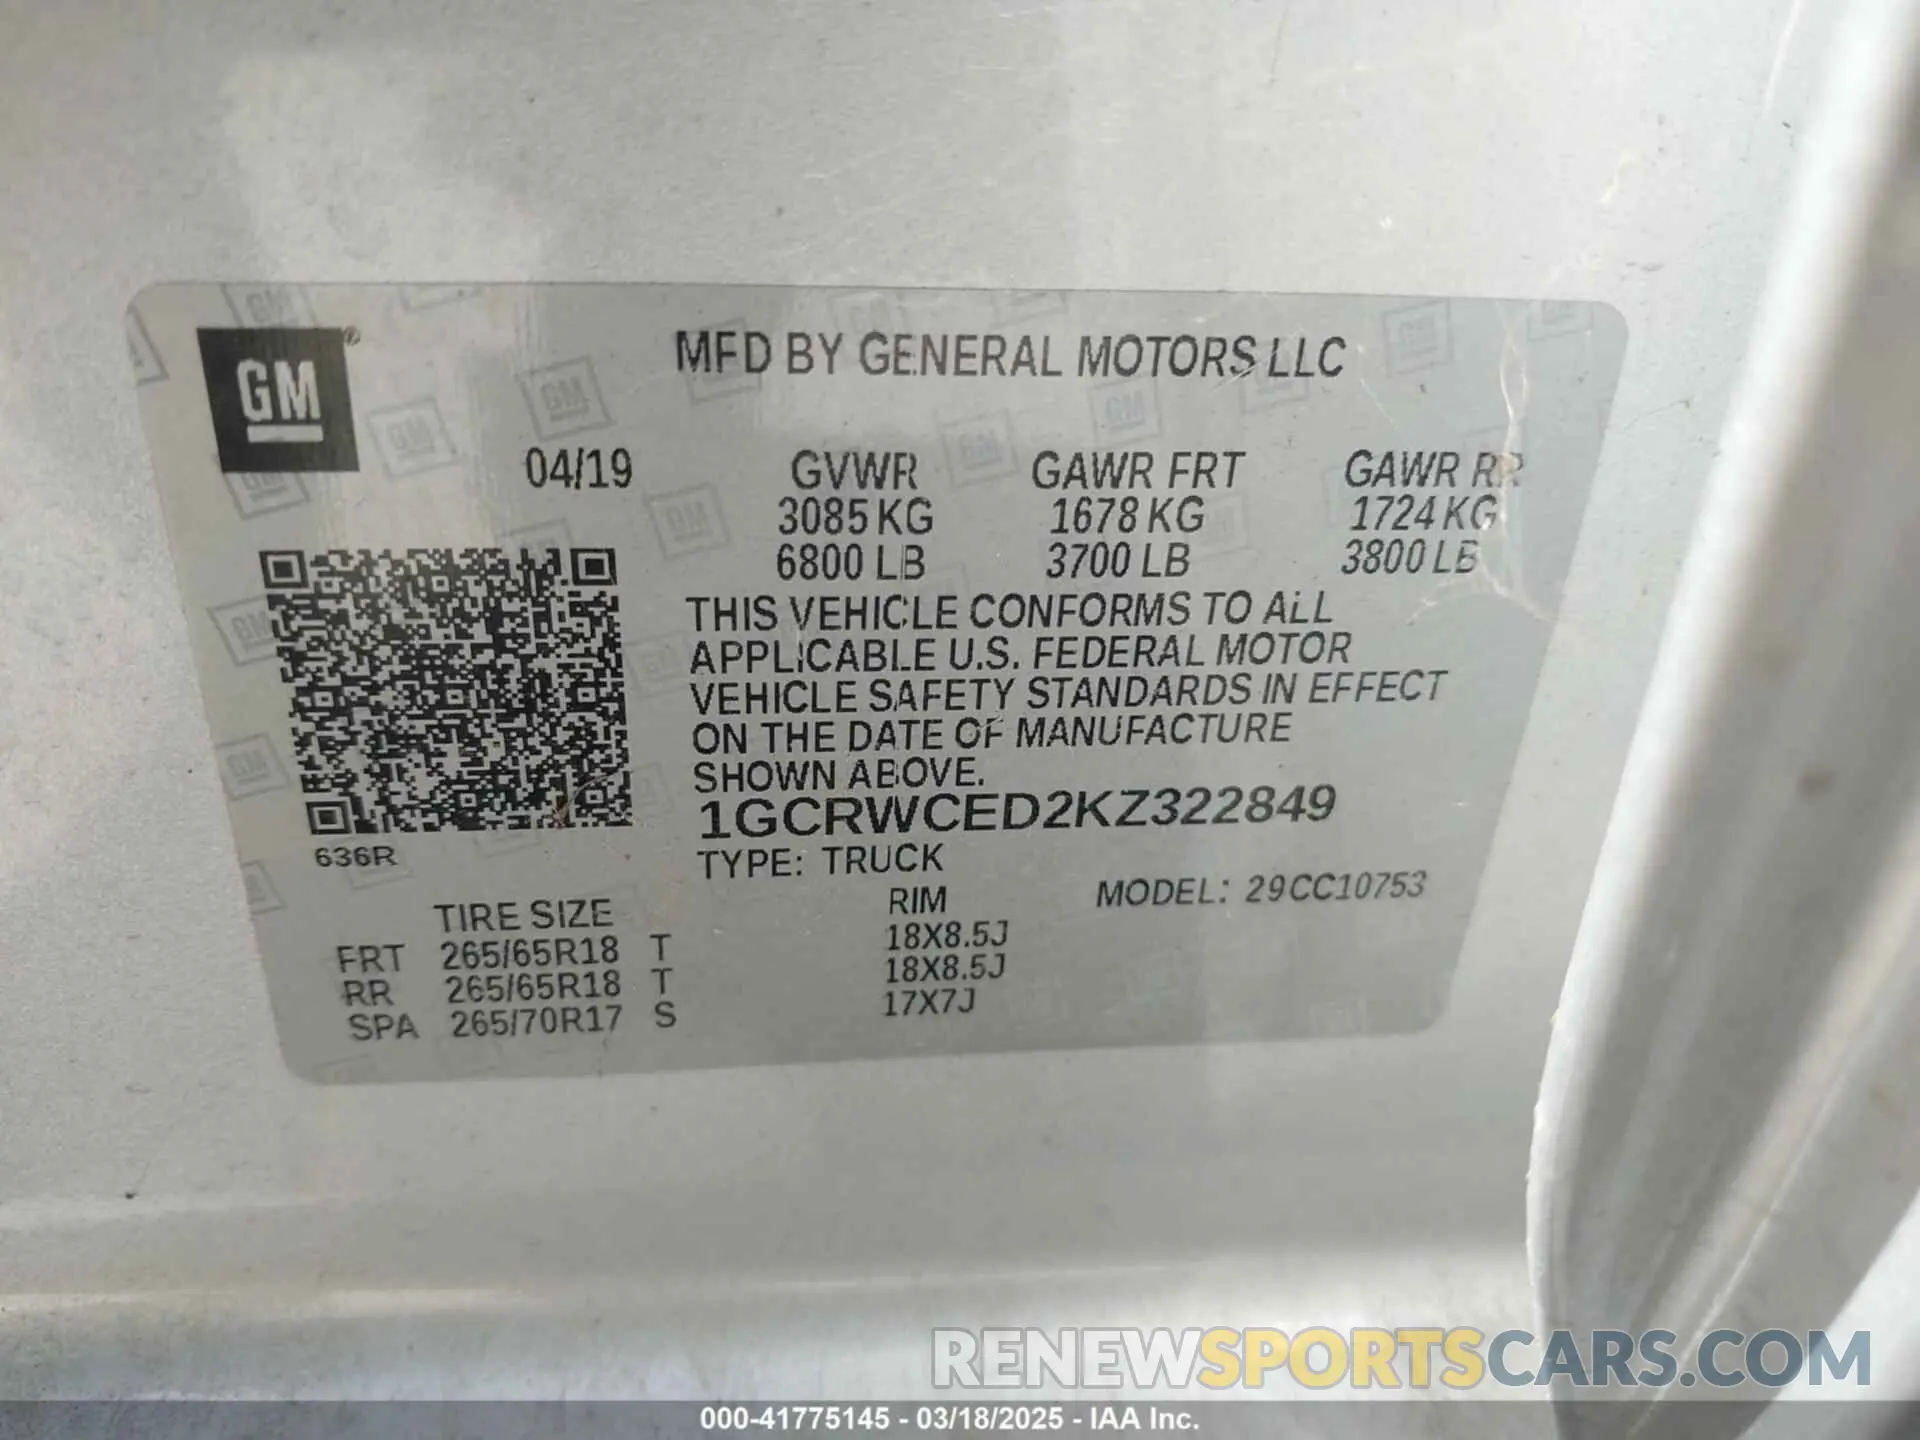 GM
®
MFD BY GENERAL MOTORS LLC
04/19 GVWR GAWR FRT GAWR RR
3085 KG 1678 KG 1724 KG
6800 LB 3700 LB 3800 LB
THIS VEHICLE CONFORMS TO ALL
APPLICABLE U.S. FEDERAL MOTOR
VEHICLE SAFETY STANDARDS IN EFFECT
ON THE DATE OF MANUFACTURE
SHOWN ABOVE.
1GCRWCED2KZ322849
636R
TYPE: TRUCK
TIRE SIZE RIM MODEL: 29CC10753
FRT 265/65R18 T 18X8.5J
RR 265/65R18 T 18X8.5J
SPA 265/70R17 S 17X7J
RENEWSPORTSCARS.COM
000-41775145 - 03/18/2025 - IAA Inc.